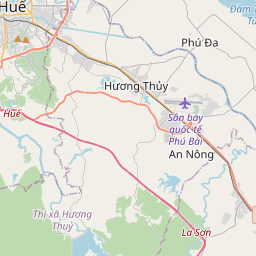 Huế
Phú Đa
Hương Thủy
Sân bay
quốc tế
Phú Bài
Huế
An Nông
Thị xã Hương
Thuỷ
La Sơn